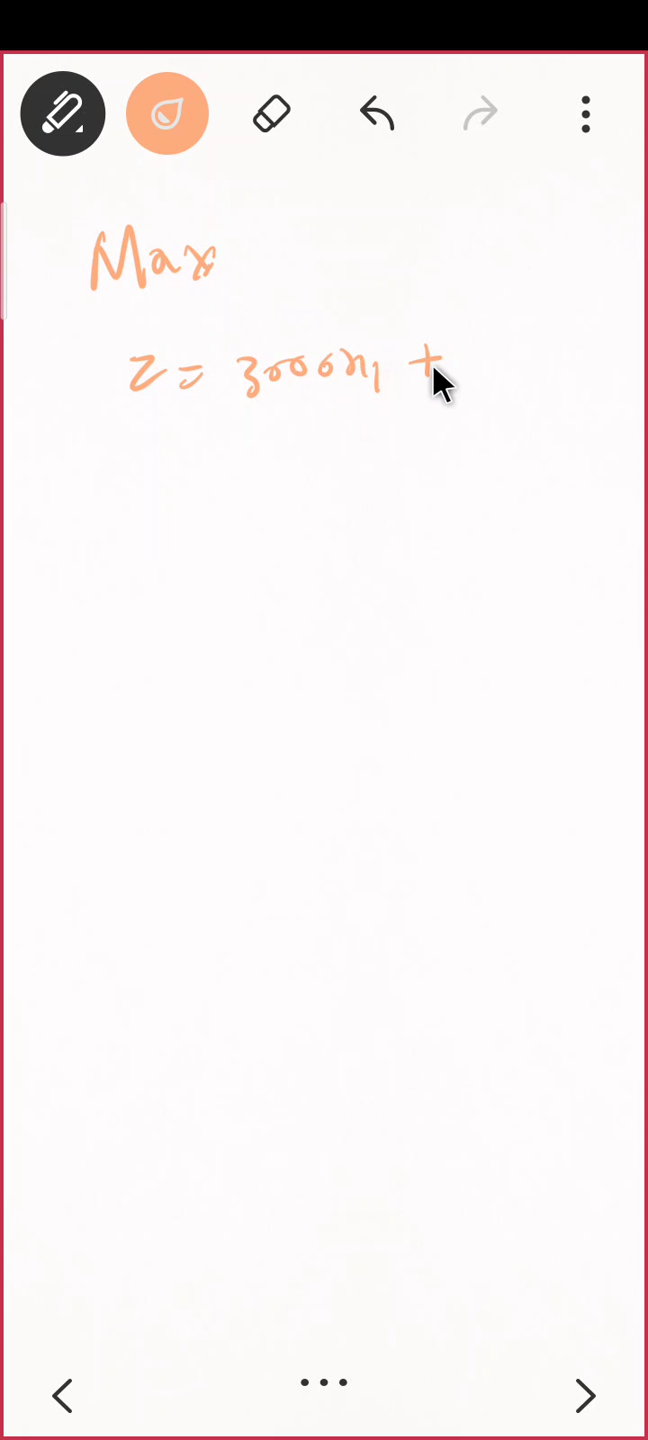 Max
Z = 3000x1 +